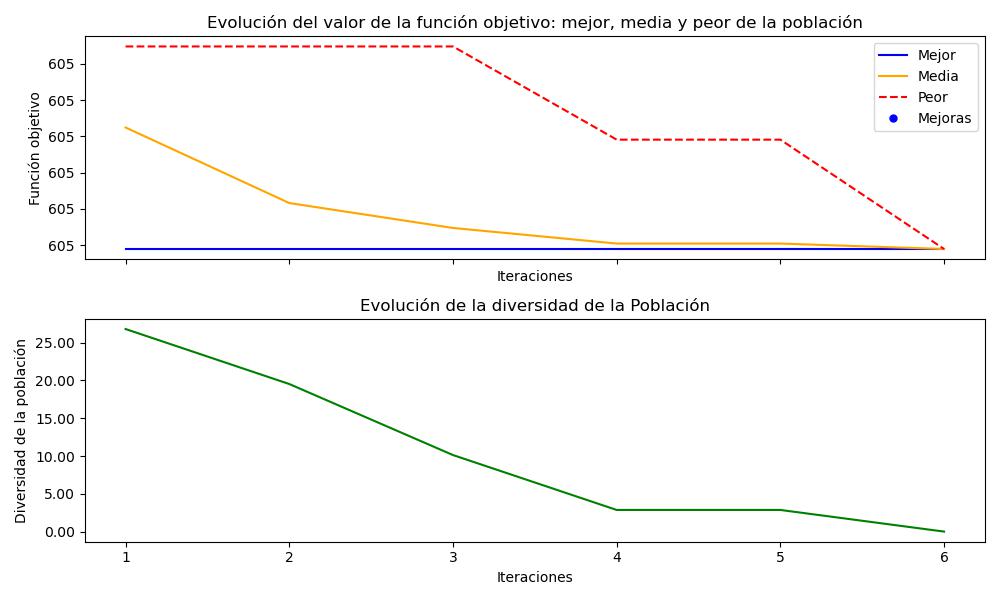 Evolución del valor de la función objetivo: mejor, media y peor de la población
Función objetivo
605
605
605
605
605
605
Mejor
Media
Peor
Mejoras
Iteraciones
Evolución de la diversidad de la Población
Diversidad de la población
25.00
20.00
15.00
10.00
5.00
0.00
1 2 3 4 5 6
Iteraciones